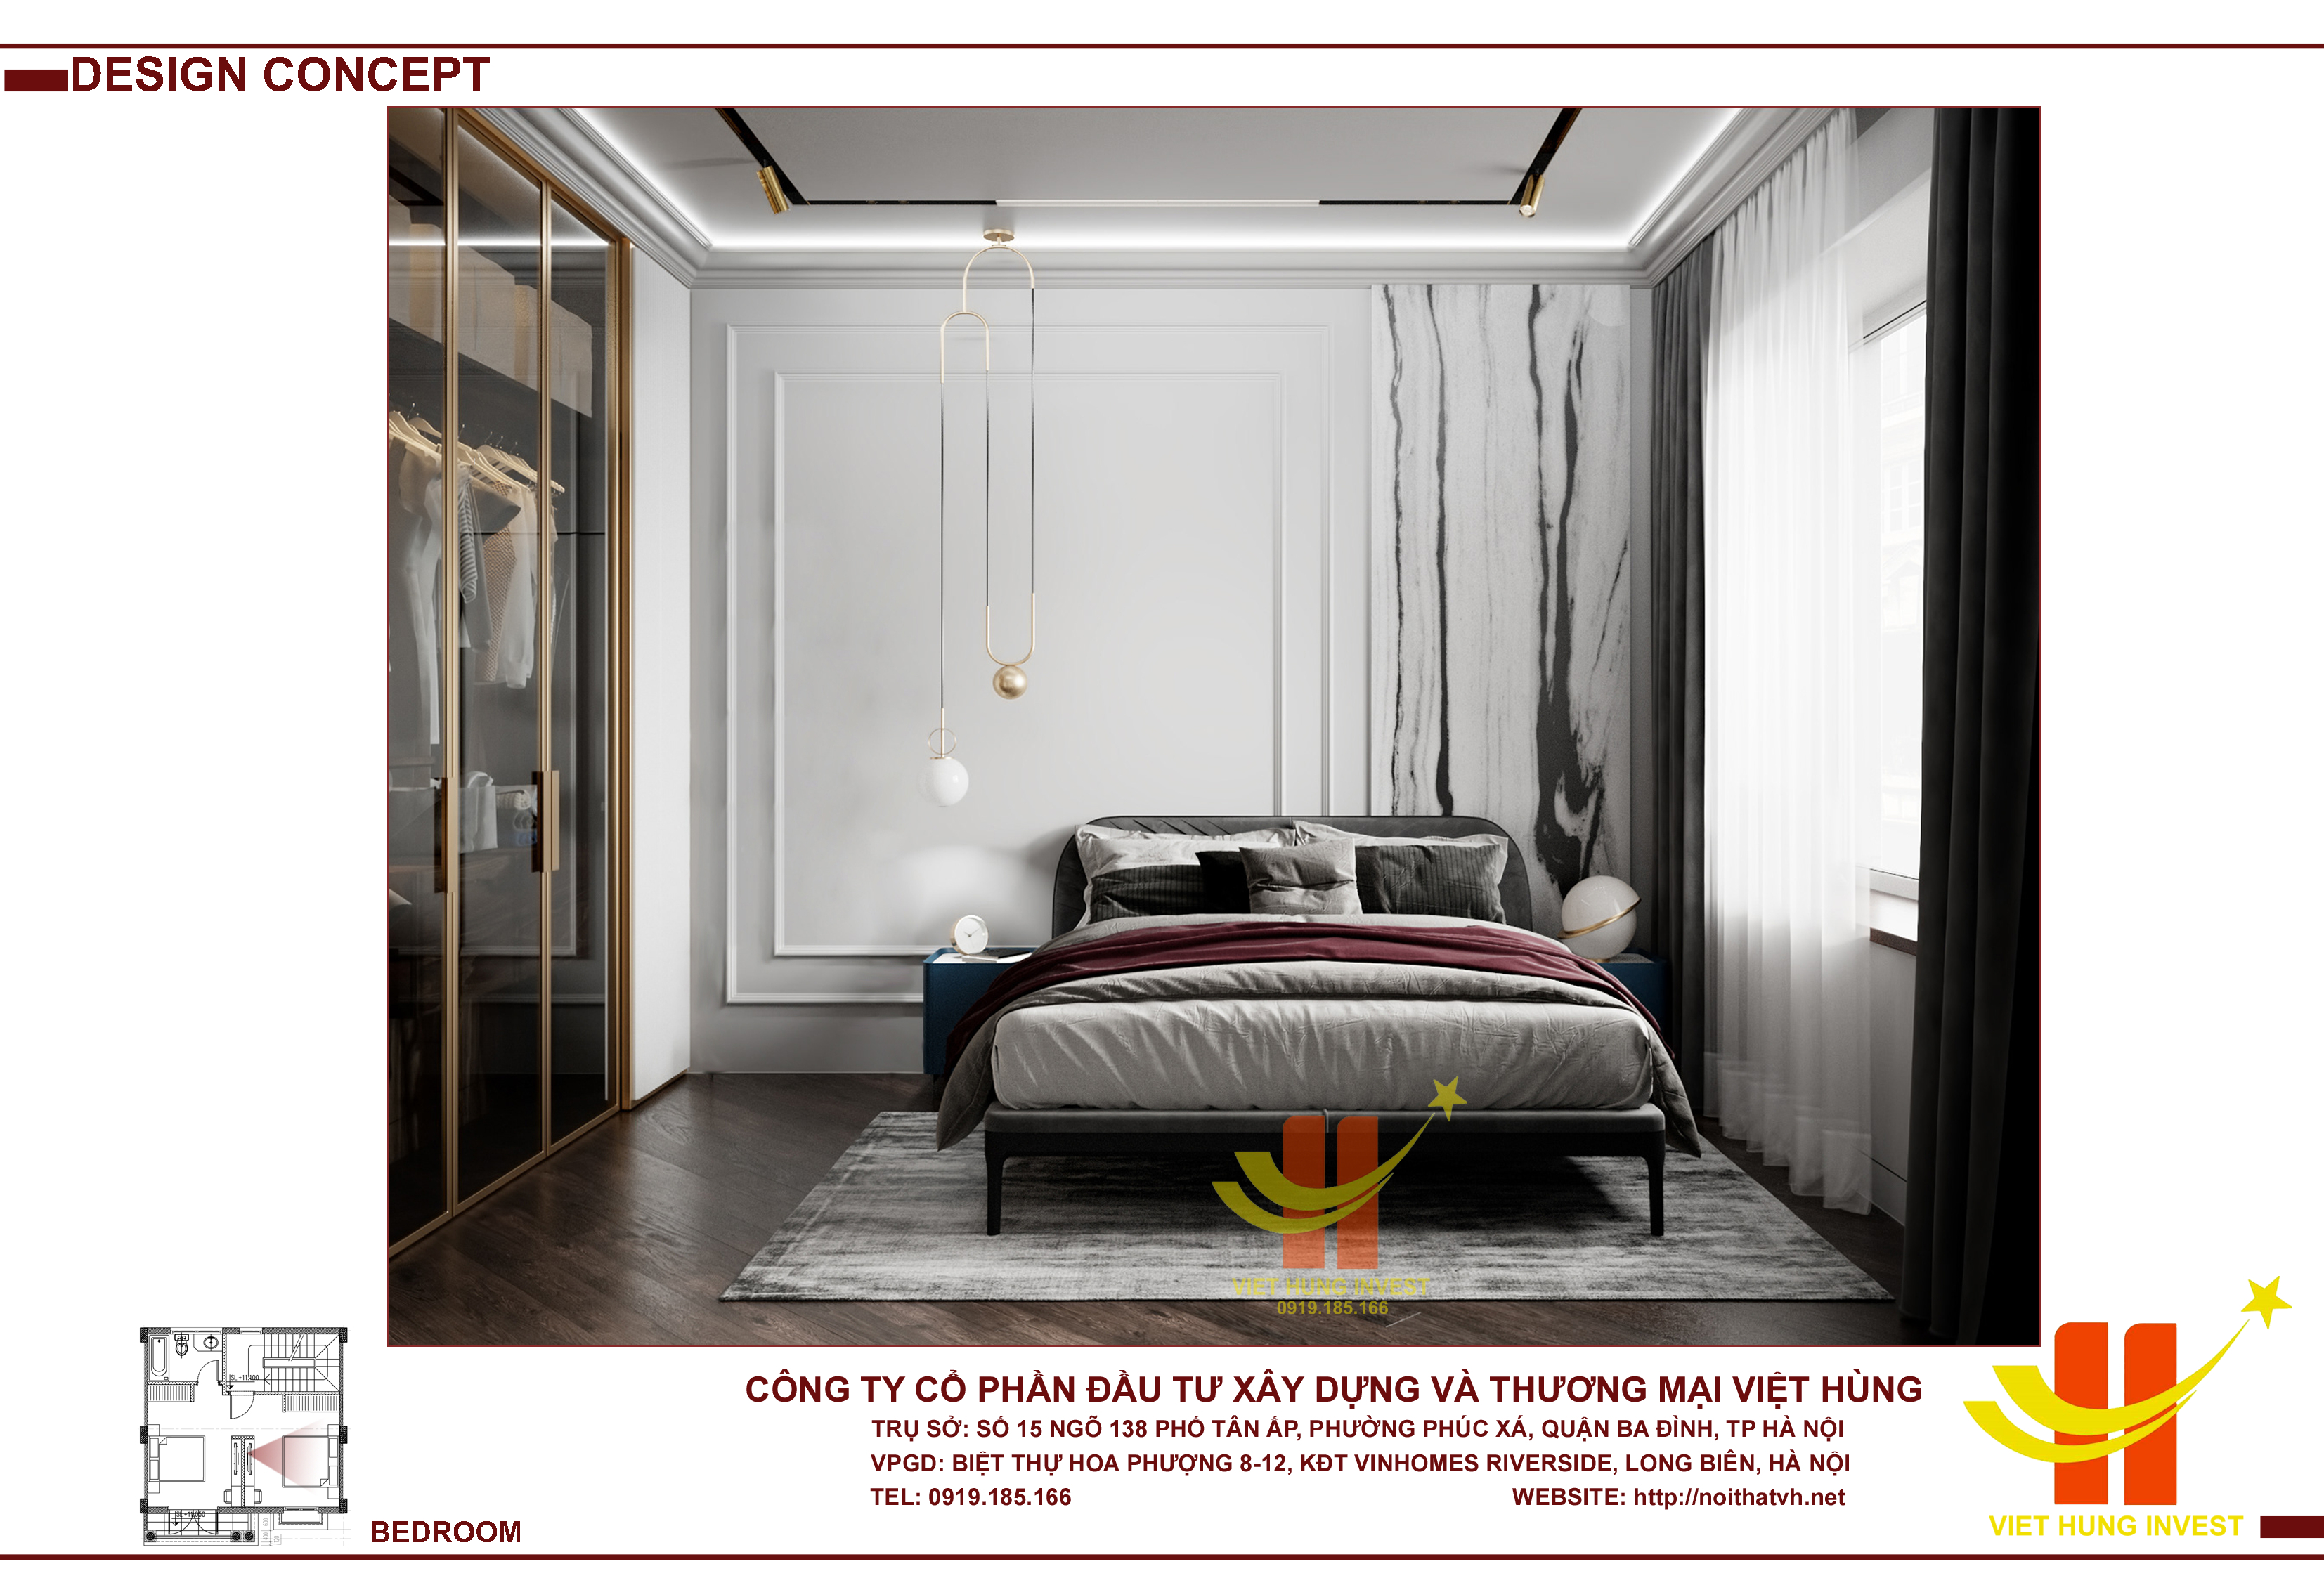 DESIGN CONCEPT
VIET HUNG INVEST
0919.185.166
SL +11.400
BEDROOM
CÔNG TY CỔ PHẦN ĐẦU TƯ XÂY DỰNG VÀ THƯƠNG MẠI VIỆT HÙNG
TRỤ SỞ: SỐ 15 NGÕ 138 PHỐ TÂN ẤP, PHƯỜNG PHÚC XÁ, QUẬN BA ĐÌNH, TP HÀ NỘI
VPGD: BIỆT THỰ HOA PHƯỢNG 8-12, KĐT VINHOMES RIVERSIDE, LONG BIÊN, HÀ NỘI
TEL: 0919.185.166 WEBSITE: http://noithatvh.net
VIET HUNG INVEST